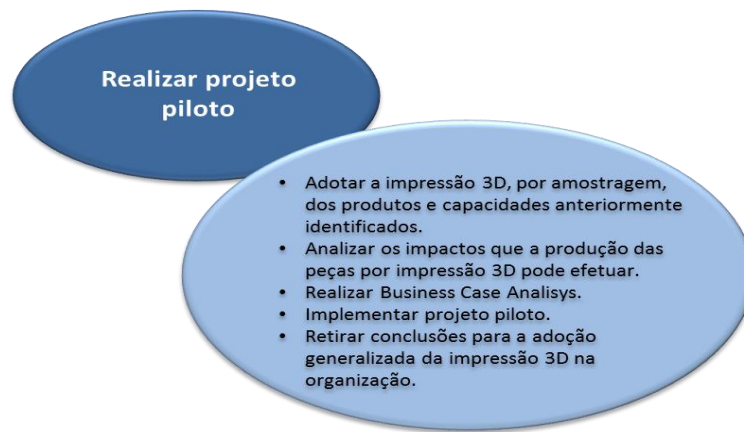 Realizar projeto
piloto
• Adotar a impressão 3D, por amostragem,
dos produtos e capacidades anteriormente
identificados.
• Analizar os impactos que a produção das
peças por impressão 3D pode efetuar.
• Realizar Business Case Analisys.
• Implementar projeto piloto.
• Retirar conclusões para a adoção
generalizada da impressão 3D na
organização.